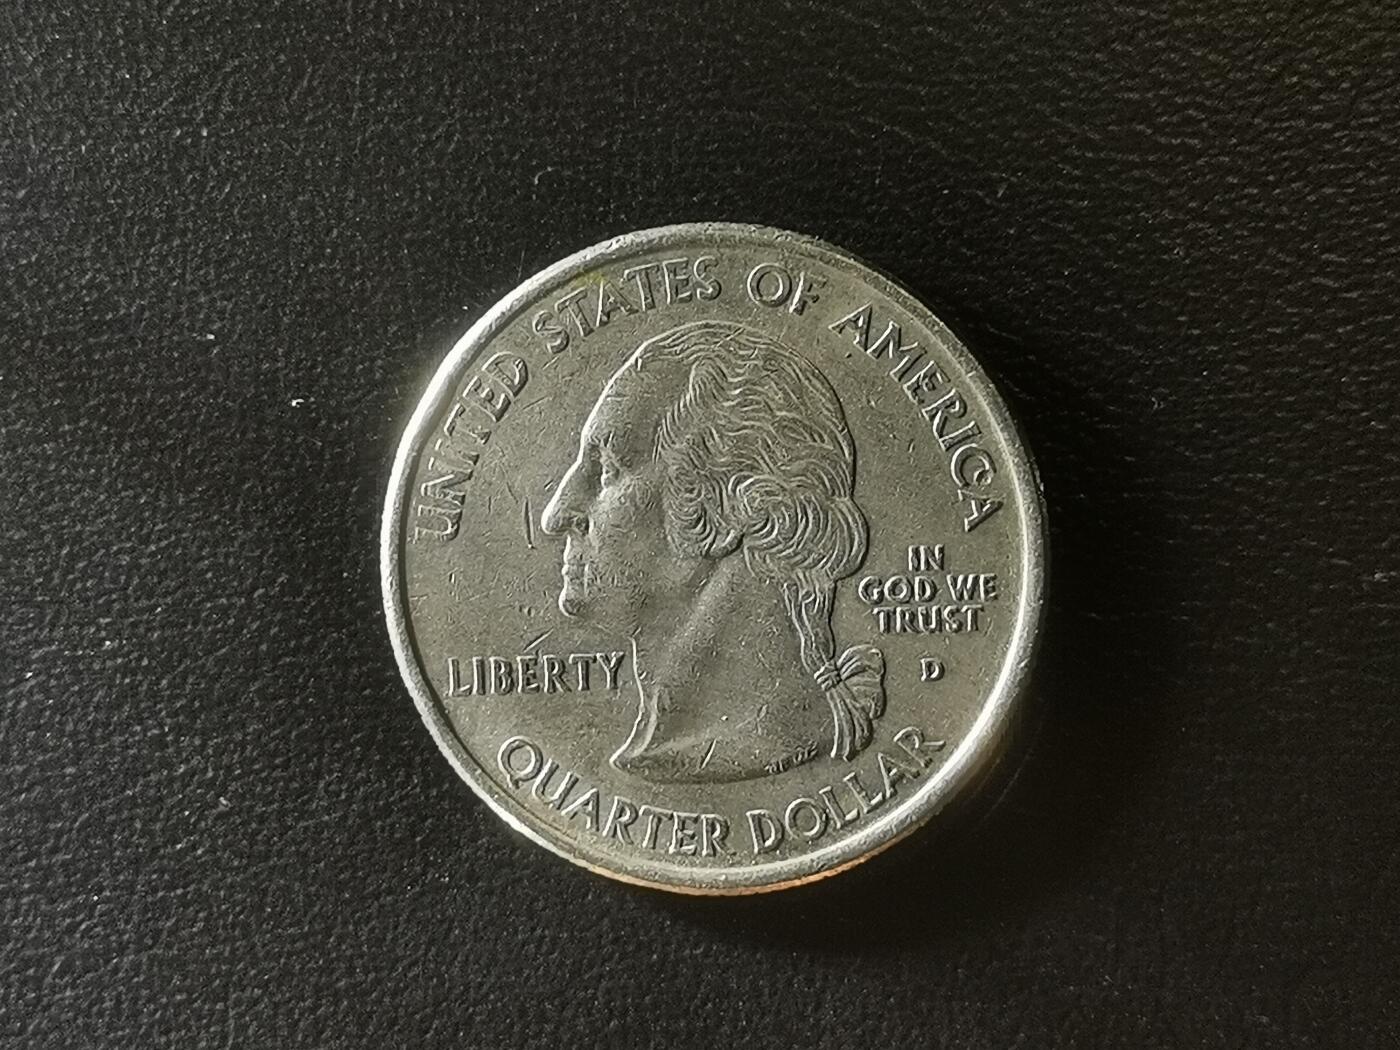 UNITED STATES OF AMERICA
IN
GOD WE
TRUST
LIBERTY
D
QUARTER DOLLAR